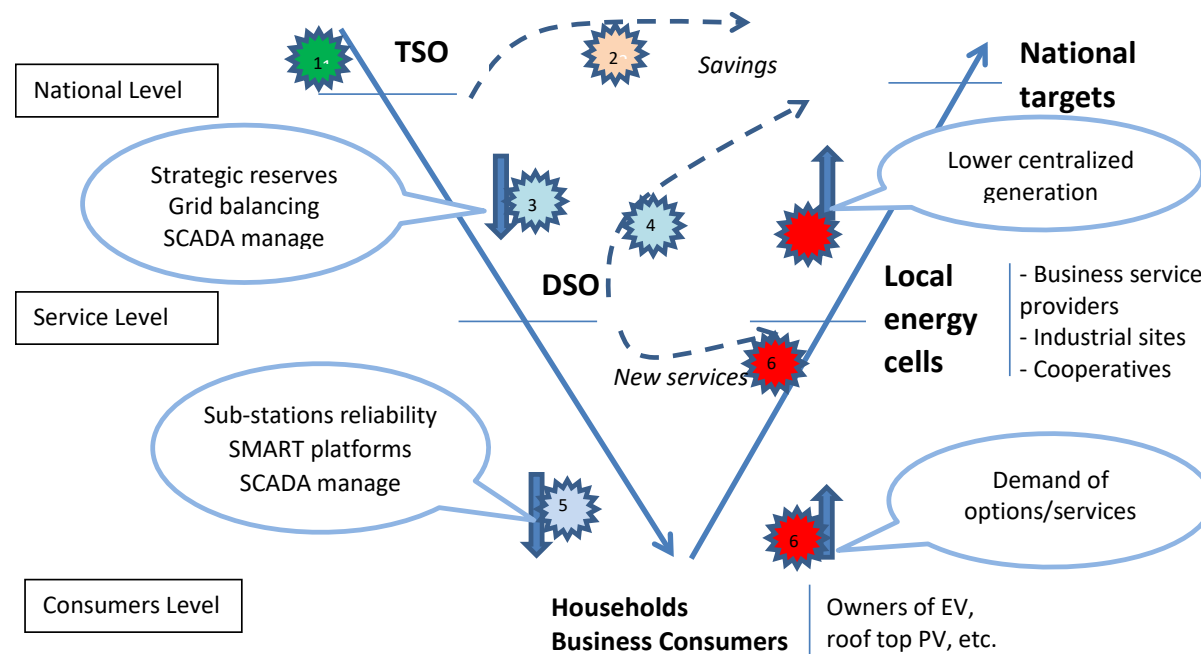 1
TSO
2
Savings
National
targets
National Level
Strategic reserves
Grid balancing
SCADA manage
3
4
Lower centralized
generation
DSO
Local
energy
cells
- Business service
providers
- Industrial sites
- Cooperatives
Service Level
New services
6
Sub-stations reliability
SMART platforms
SCADA manage
5
6
Demand of
options/services
Consumers Level
Households
Business Consumers
Owners of EV,
roof top PV, etc.